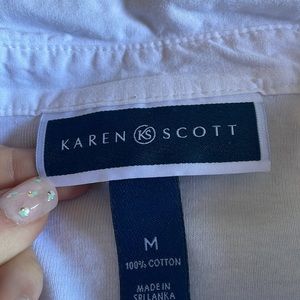 KAREN KS SCOTT
M
100% COTTON
MADE IN
SRI LANKA